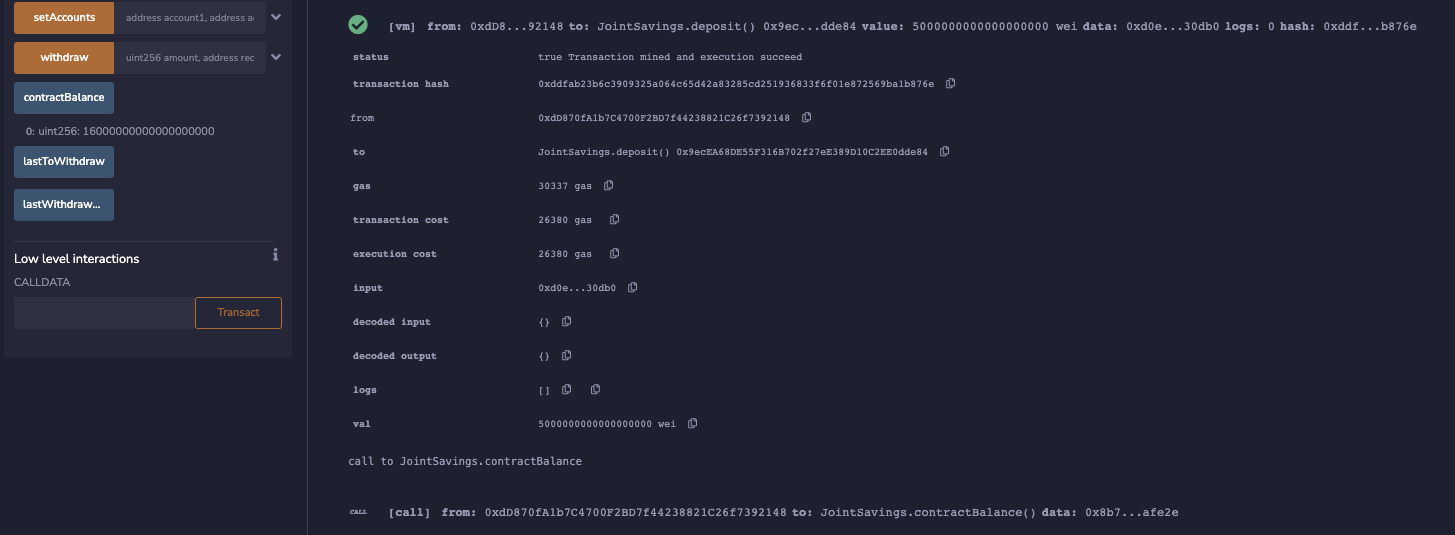 setAccounts address account1, address a
withdraw uint256 amount, address rec
contractBalance
0: uint256: 16000000000000000000
lastToWithdraw
lastWithdraw...
Low level interactions
CALLDATA
Transact
[vm] from: 0xdD8...92148 to: JointSavings.deposit() 0x9ec...dde84 value: 5000000000000000000 wei data: 0xd0e...30db0 logs: 0 hash: 0xddf...b876e
status true Transaction mined and execution succeed
transaction hash 0xddfab23b6c3909325a064c65d42a83285cd251936833f6f01e872569ba1b876e
from 0xdD870fA1b7C4700F2BD7f44238821C26f7392148
to JointSavings.deposit() 0x9ecEA68DE55F316B702f27eE389D10C2EE0dde84
gas 30337 gas
transaction cost 26380 gas
execution cost 26380 gas
input 0xd0e...30db0
decoded input {}
decoded output {}
logs []
val 5000000000000000000 wei
call to JointSavings.contractBalance
CALL [call] from: 0xdD870fA1b7C4700F2BD7f44238821C26f7392148 to: JointSavings.contractBalance() data: 0x8b7...afe2e